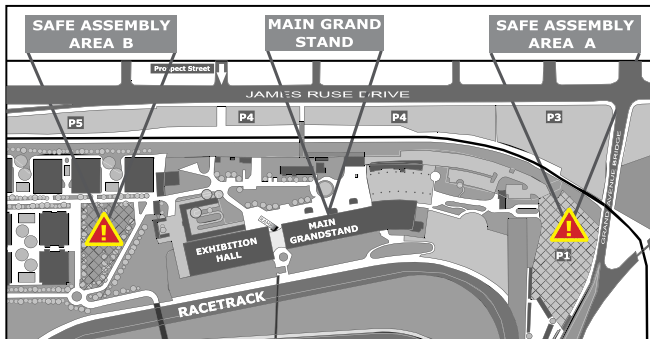 SAFE ASSEMBLY
AREA B
MAIN GRAND
STAND
SAFE ASSEMBLY
AREA A
Prospect Street
JAMES RUSE DRIVE
P5
P4
P4
P3
GRAND AVENUE BRIDGE
EXHIBITION
HALL
MAIN
GRANDSTAND
!
!
P1
RACETRACK